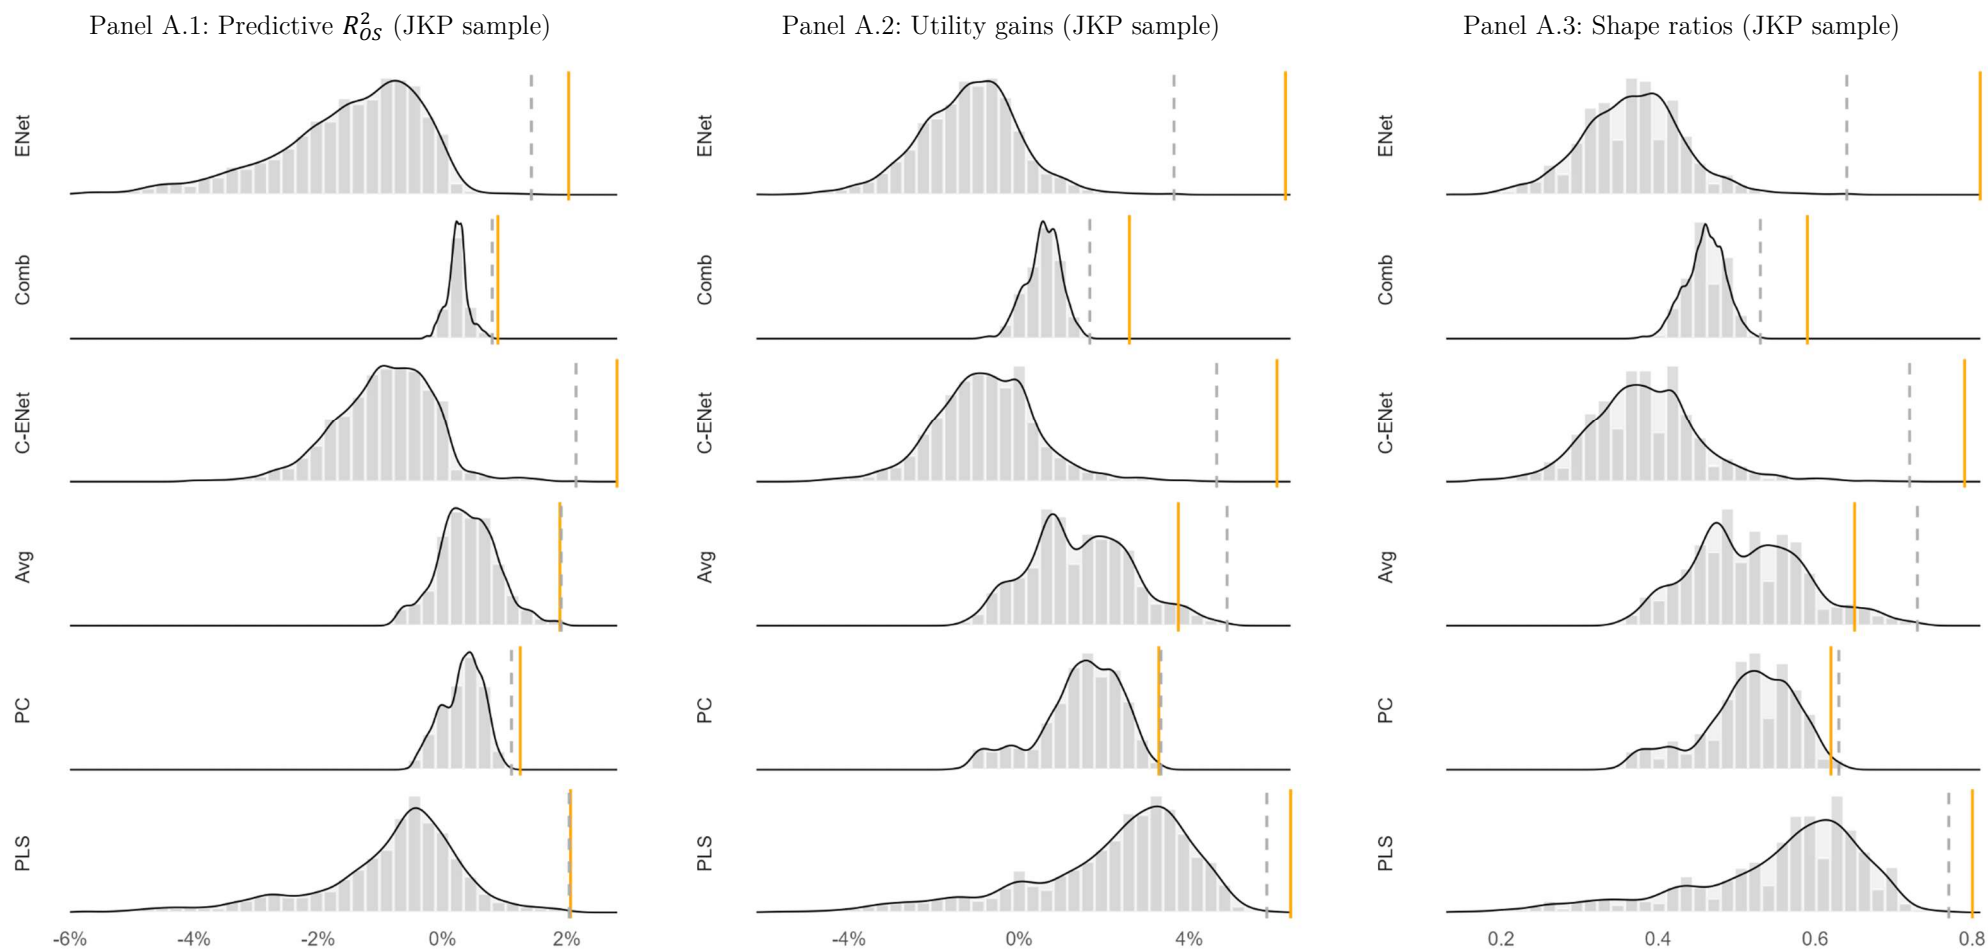 Panel A.1: Predictive R²_OS (JKP sample)
Panel A.2: Utility gains (JKP sample)
Panel A.3: Shape ratios (JKP sample)
ENet ENet ENet
Comb Comb Comb
C-ENet C-ENet C-ENet
Avg Avg Avg
PC PC PC
PLS PLS PLS
-6% -4% -2% 0% 2% -4% 0% 4% 0.2 0.4 0.6 0.8